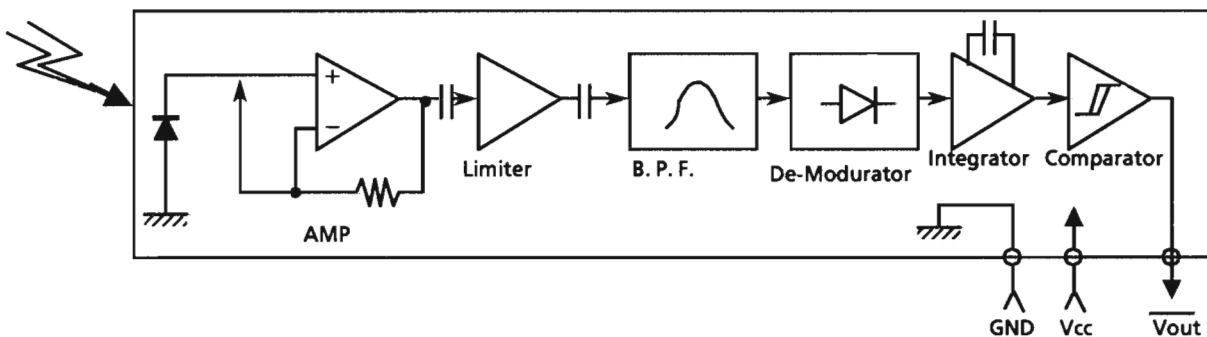 +
−
AMP
Limiter
B. P. F.
De-Modurator
Integrator
Comparator
GND
Vcc
Vout